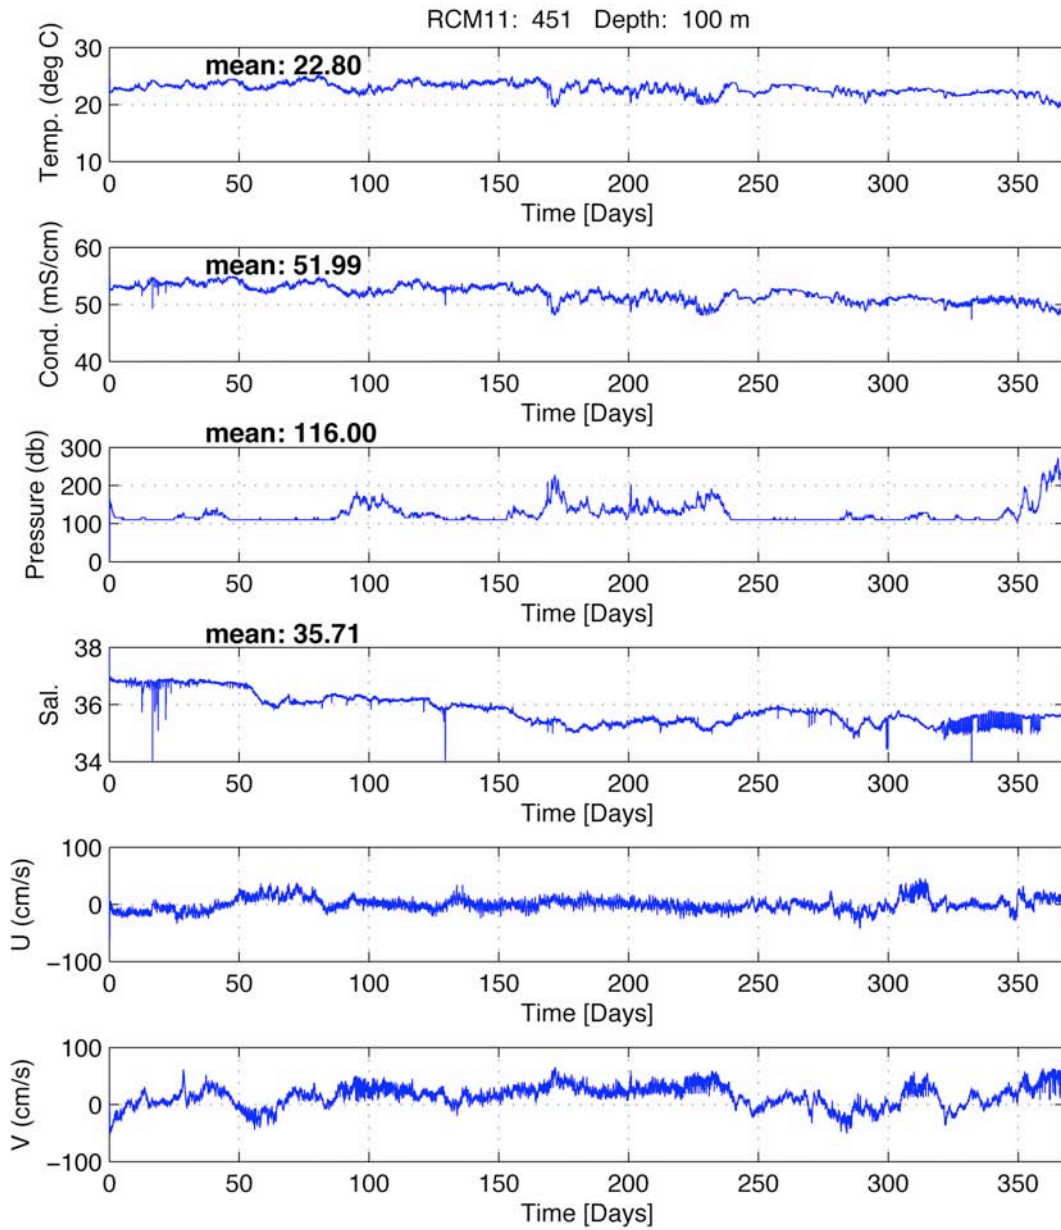 RCM11: 451 Depth: 100 m
mean: 22.80
Temp. (deg C)
30
20
10
0 50 100 150 200 250 300 350
Time [Days]
mean: 51.99
Cond. (mS/cm)
60
50
40
0 50 100 150 200 250 300 350
Time [Days]
mean: 116.00
Pressure (db)
300
200
100
0
0 50 100 150 200 250 300 350
Time [Days]
mean: 35.71
Sal.
38
36
34
0 50 100 150 200 250 300 350
Time [Days]
U (cm/s)
100
0
−100
0 50 100 150 200 250 300 350
Time [Days]
V (cm/s)
100
0
−100
0 50 100 150 200 250 300 350
Time [Days]